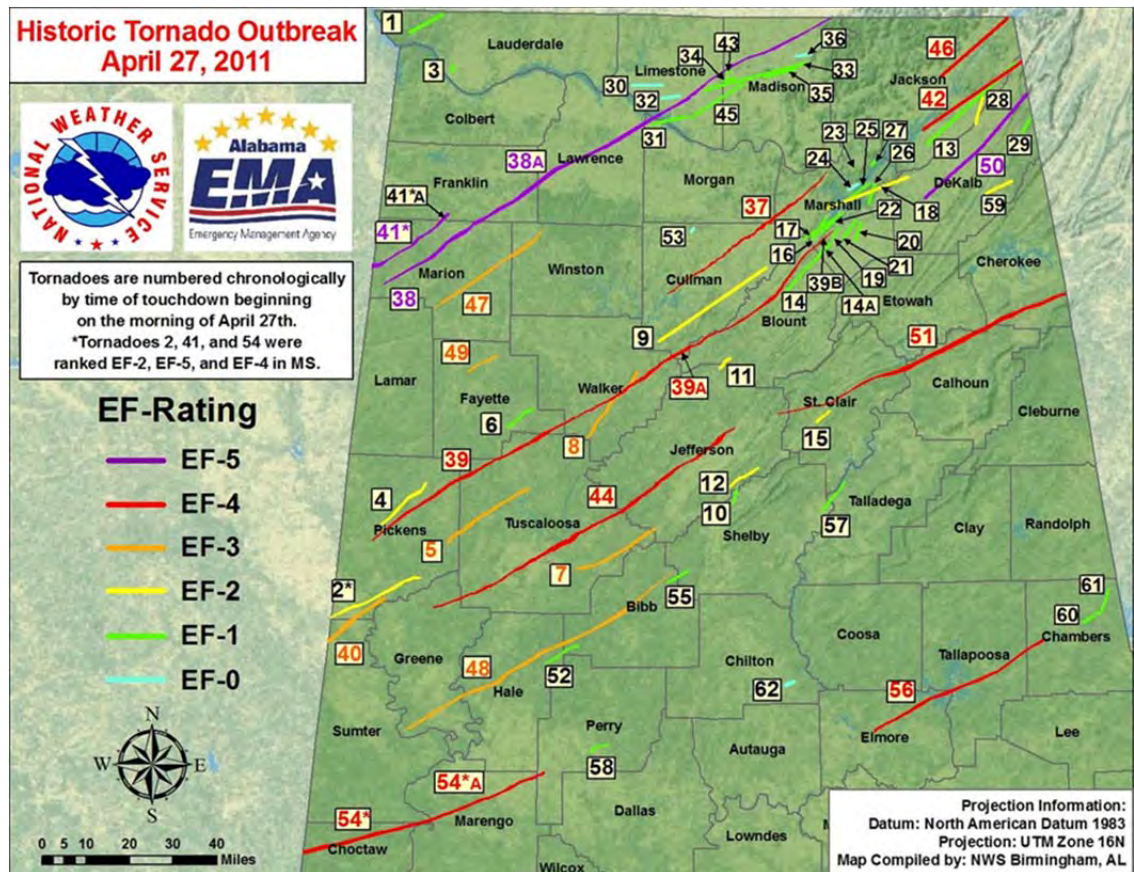 Historic Tornado Outbreak
April 27, 2011
NATIONAL WEATHER SERVICE
Alabama
EMA
Emergency Management Agency
Tornadoes are numbered chronologically
by time of touchdown beginning
on the morning of April 27th.
*Tornadoes 2, 41, and 54 were
ranked EF-2, EF-5, and EF-4 in MS.
EF-Rating
EF-5
EF-4
EF-3
EF-2
EF-1
EF-0
N
W E
S
0 5 10 20 30 40
Miles
1
Lauderdale
3
Colbert
30
32
Limestone
34
43
36
33
Madison
35
45
31
46
Jackson
42
28
13
29
50
DeKalb
59
38A
Lawrence
Franklin
41*A
41*
Marion
38
Morgan
37
53
Cullman
Winston
47
23
25
27
24
26
Marshall
18
22
17
16
20
21
19
39B
14A
14
Etowah
Cherokee
Blount
9
49
Lamar
Fayette
6
Walker
39A
11
51
Calhoun
St. Clair
15
Cleburne
8
39
Jefferson
4
Pickens
44
12
10
Shelby
Talladega
57
Tuscaloosa
5
Clay
Randolph
7
2*
40
Greene
Bibb
55
61
60
Chambers
Coosa
Tallapoosa
48
Hale
52
Chilton
62
56
Elmore
Lee
Sumter
Perry
58
Autauga
54*A
54*
Marengo
Choctaw
Dallas
Lowndes
Wilcox
Projection Information:
Datum: North American Datum 1983
Projection: UTM Zone 16N
Map Compiled by: NWS Birmingham, AL